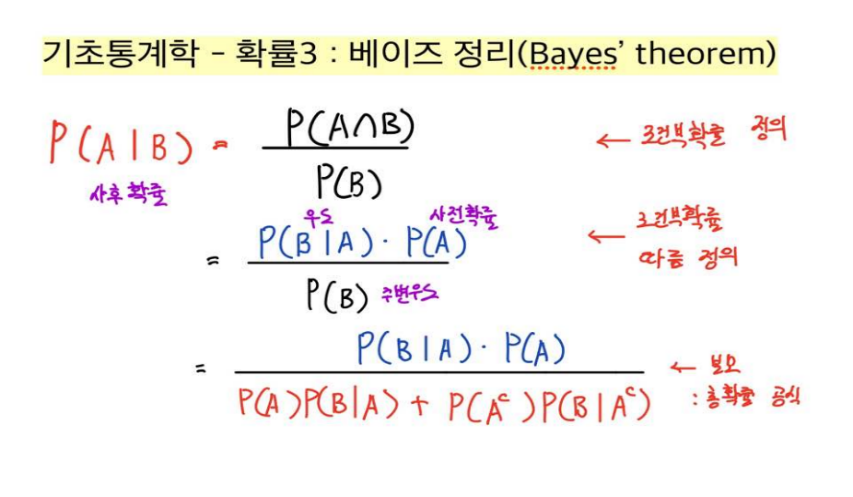 기초통계학 - 확률3 : 베이즈 정리(Bayes' theorem)
P(A|B) = P(A∩B) / P(B) ← 조건부확률 정의
사후확률
우도 사전확률
= P(B|A) · P(A) / P(B) ← 조건부확률
따름 정의
주변우도
= P(B|A) · P(A) / P(A)P(B|A) + P(Aᶜ)P(B|Aᶜ) ← 분모
: 총확률 공식